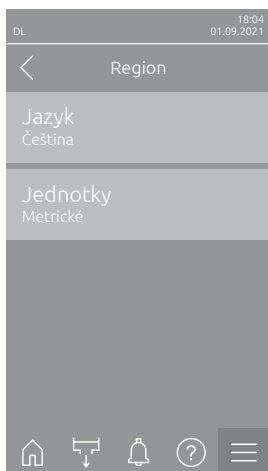 18:04
DL 01.09.2021
Region
Jazyk
Čeština
Jednotky
Metrické
?